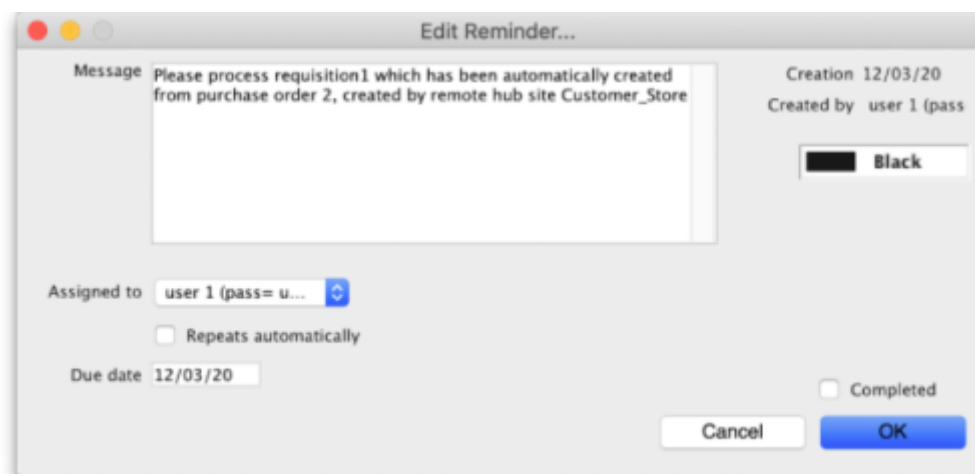 Edit Reminder...
Message
Please process requisition1 which has been automatically created
from purchase order 2, created by remote hub site Customer_Store
Creation 12/03/20
Created by user 1 (pass
Black
Assigned to user 1 (pass= u...
Repeats automatically
Due date 12/03/20
Completed
Cancel
OK